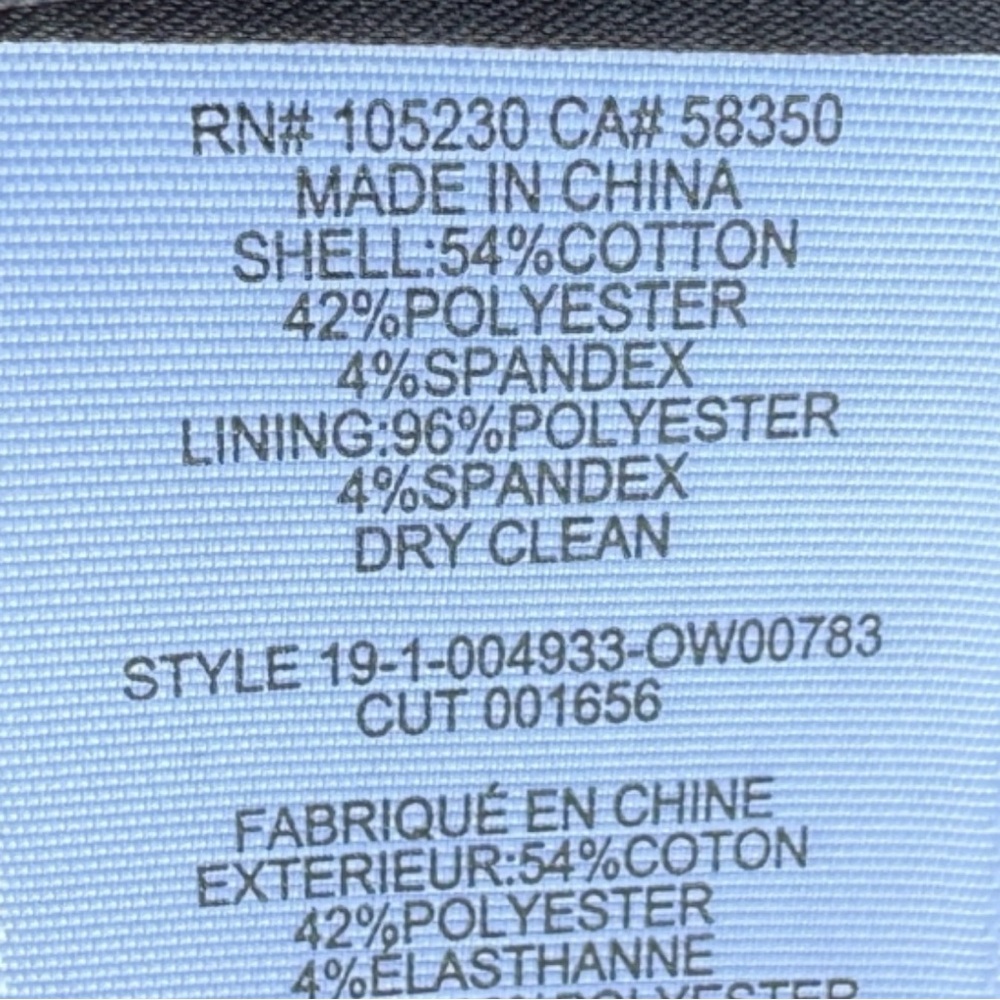 RN# 105230 CA# 58350
MADE IN CHINA
SHELL:54%COTTON
42%POLYESTER
4%SPANDEX
LINING:96%POLYESTER
4%SPANDEX
DRY CLEAN
STYLE 19-1-004933-OW00783
CUT 001656
FABRIQUÉ EN CHINE
EXTERIEUR:54%COTON
42%POLYESTER
4%ÉLASTHANNE
POLYESTER